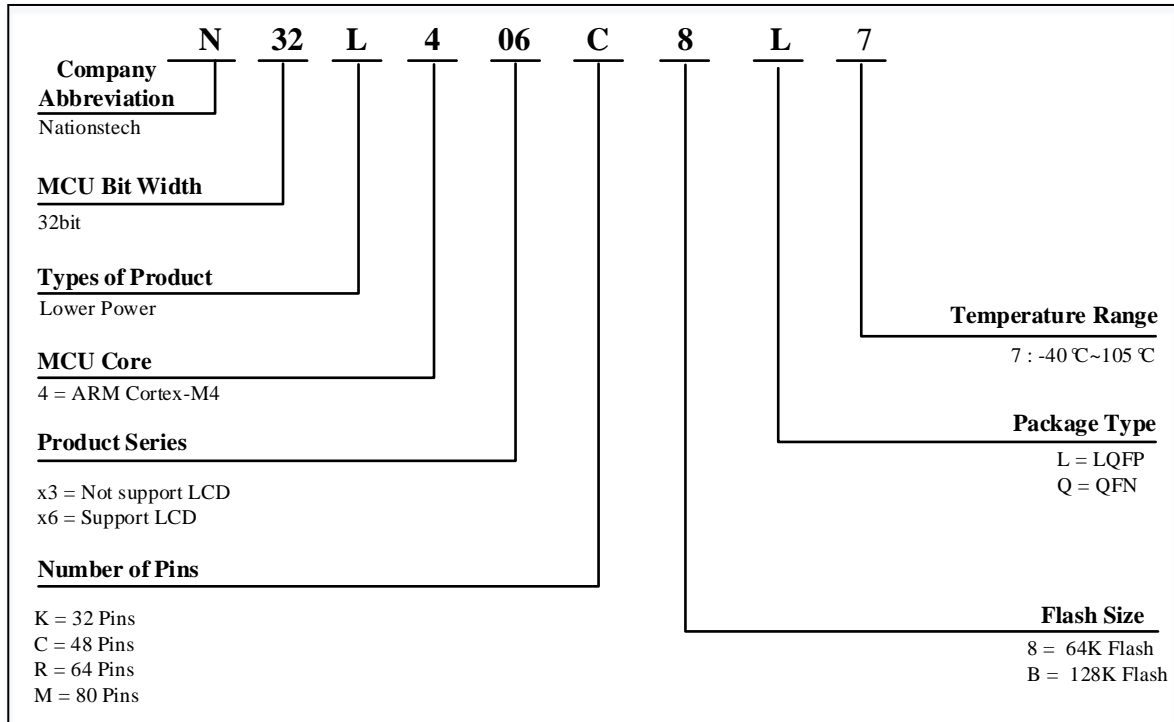 N 32 L 4 06 C 8 L 7
Company
Abbreviation
Nationstech
MCU Bit Width
32bit
Types of Product
Lower Power
MCU Core
4 = ARM Cortex-M4
Product Series
x3 = Not support LCD
x6 = Support LCD
Number of Pins
K = 32 Pins
C = 48 Pins
R = 64 Pins
M = 80 Pins
Temperature Range
7 : -40 ℃~105 ℃
Package Type
L = LQFP
Q = QFN
Flash Size
8 = 64K Flash
B = 128K Flash